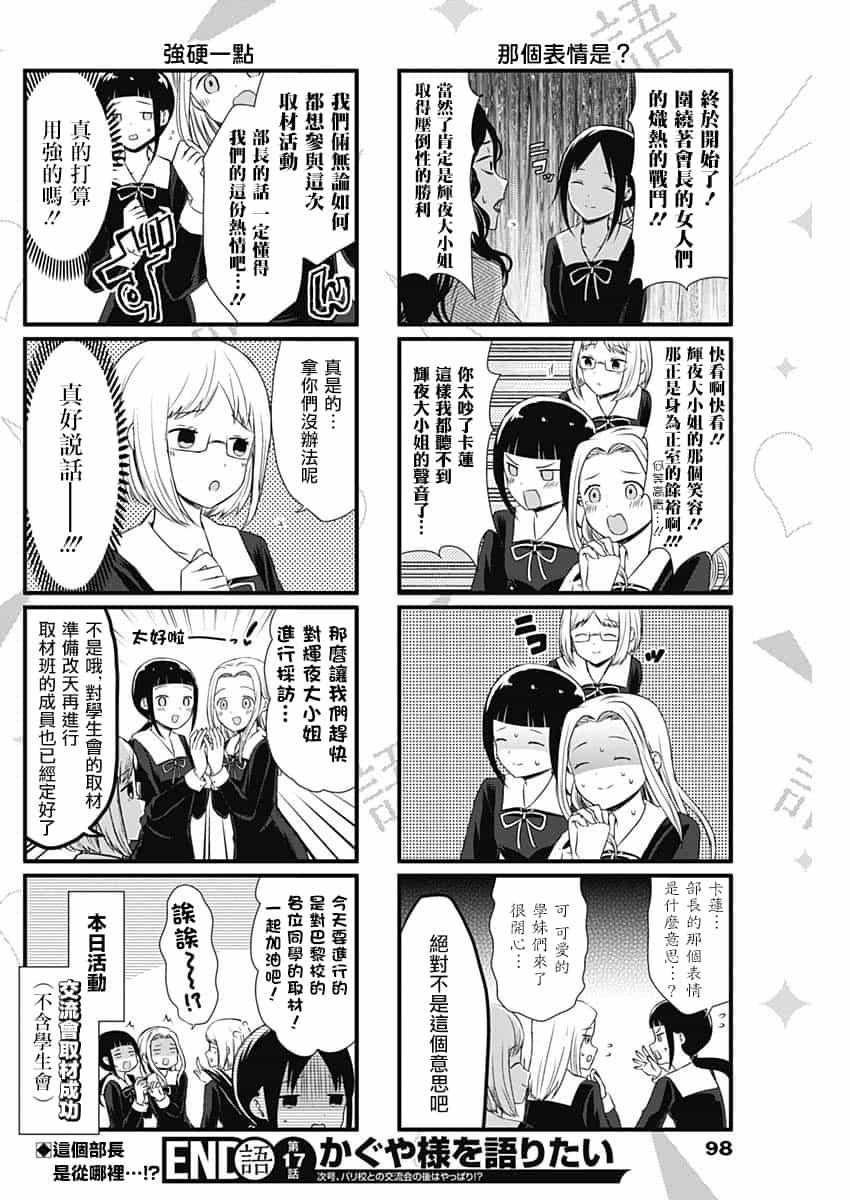 那個表情是？
終於開始了！
圍繞著會長的女人們
的熾熱的戰鬥!!
當然了肯定是輝夜大小姐
取得壓倒性的勝利
快看啊快看!!
輝夜大小姐的那個笑容!!
那正是身為正室的餘裕啊!!!
何等高貴…!!
你太吵了卡蓮
這樣我都聽不到
輝夜大小姐的聲音了…
卡蓮…
部長的那個表情
是什麼意思…？
可 可愛的
學妹們來了
很開心…
絕對不是這個意思吧
強硬一點
我們倆無論如何
都想參與這次
取材活動
部長的話 一定懂得
我們的這份熱情吧…!!
真的打算
用強的嗎!!
真是的…
拿你們沒辦法呢
真好説話——!!!
那麼讓我們趕快
對輝夜大小姐
進行採訪…
太好啦——っ！
不是哦，對學生會的取材
準備改天再進行
取材班的成員也已經定好了
今天要進行的
是對巴黎校的
各位同學的取材
一起加油吧！
誒誒～～!?
本日活動
交流會取材成功
（不含學生會）
◆這個部長
是從哪裡…!?
END
語
第17話
かぐや様を語りたい
次号、パリ校との交流会の後はやっぱり!?
98